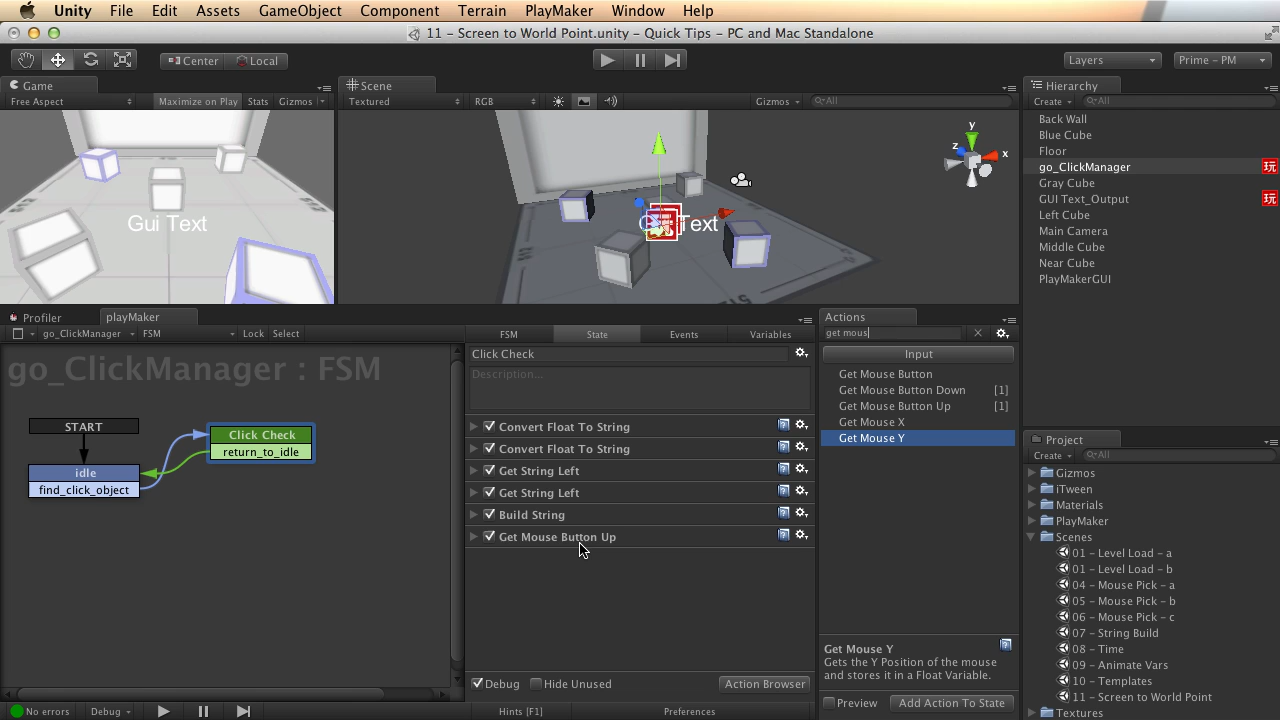 Unity File Edit Assets GameObject Component Terrain PlayMaker Window Help
11 – Screen to World Point.unity – Quick Tips – PC and Mac Standalone
Center Local Layers Prime – PM
Game
Free Aspect Maximize on Play Stats Gizmos
Gui Text
Scene
Textured RGB Gizmos All
y
z
x
Text
Hierarchy
Create All
Back Wall
Blue Cube
Floor
go_ClickManager 玩
Gray Cube
GUI Text_Output 玩
Left Cube
Main Camera
Middle Cube
Near Cube
PlayMakerGUI
Profiler playMaker
go_ClickManager FSM Lock Select
go_ClickManager : FSM
START
idle
find_click_object
Click Check
return_to_idle
FSM State Events Variables
Click Check
Description...
Convert Float To String
Convert Float To String
Get String Left
Get String Left
Build String
Get Mouse Button Up
Debug Hide Unused Action Browser
Actions
get mous
Input
Get Mouse Button
Get Mouse Button Down [1]
Get Mouse Button Up [1]
Get Mouse X
Get Mouse Y
Get Mouse Y
Gets the Y Position of the mouse
and stores it in a Float Variable.
Preview Add Action To State
Project
Create All
Gizmos
iTween
Materials
PlayMaker
Scenes
01 – Level Load – a
01 – Level Load – b
04 – Mouse Pick – a
05 – Mouse Pick – b
06 – Mouse Pick – c
07 – String Build
08 – Time
09 – Animate Vars
10 – Templates
11 – Screen to World Point
Textures
No errors Debug Hints [F1] Preferences